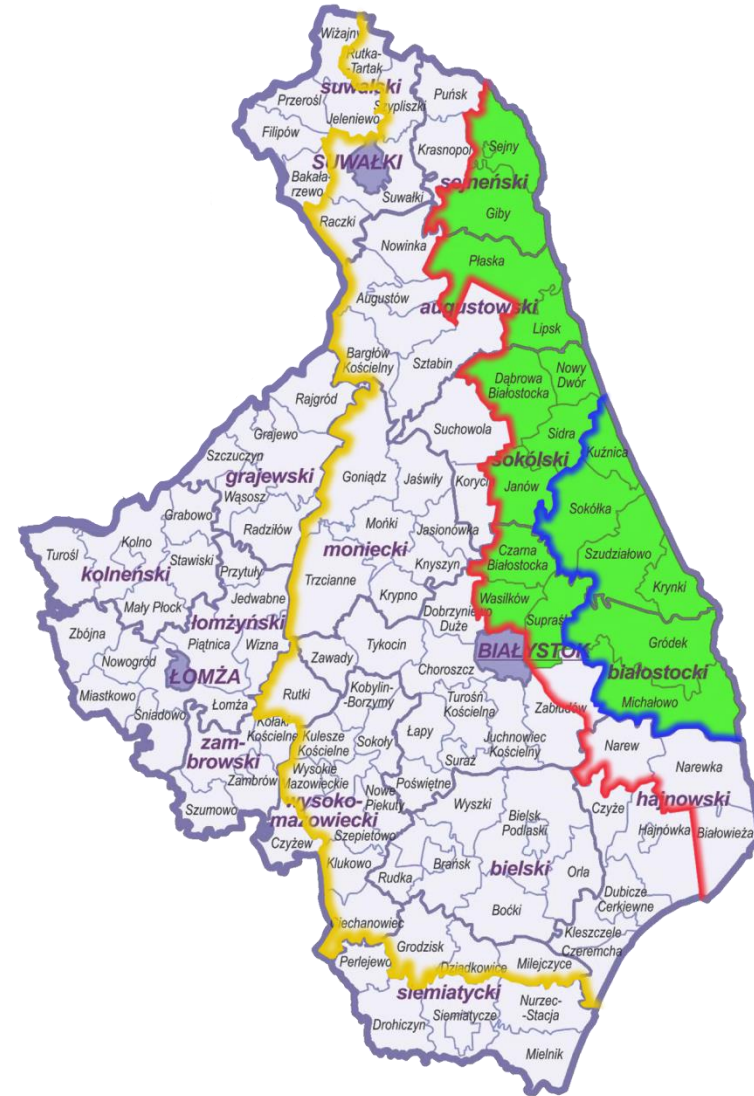 Wiżajny
Rutka-
-Tartak
suwalski
Szypliszki
Puńsk
Przerośl
Jeleniewo
Filipów
Krasnopol
Sejny
SUWAŁKI
sejneński
Bakała-
rzewo
Suwałki
Giby
Raczki
Nowinka
Płaska
Augustów
augustowski
Lipsk
Sztabin
Bargłów
Kościelny
Nowy
Dwór
Dąbrowa
Białostocka
Rajgród
Suchowola
Grajewo
Sidra
Kuźnica
Szczuczyn
sokólski
grajewski
Goniądz
Jaświły
Koryci
Janów
Wąsosz
Sokółka
Grabowo
Radziłów
Mońki
Jasionówka
Turośl
Kolno
Stawiski
moniecki
Czarna
Białostocka
Szudziałowo
kolneński
Przytuły
Trzcianne
Knyszyn
Krynki
Mały Płock
Jedwabne
Krypno
Wasilków
Dobrzyniewo
Duże
Supraśl
łomżyński
Zbójna
Piątnica
Wizna
Tykocin
Gródek
Nowogród
Zawady
BIAŁYSTOK
ŁOMŻA
Choroszcz
białostocki
Miastkowo
Rutki
Kobylin-
-Borzymy
Turośń
Kościelna
Zabłudów
Michałowo
Śniadowo
Łomża
Kołaki
Kościelne
Kulesze
Kościelne
Sokoły
Łapy
Juchnowiec
Kościelny
Narew
zam-
browski
Suraż
Narewka
Zambrów
Wysokie
Mazowieckie
Nowe
Piekuty
Poświętne
Wyszki
Bielsk
Podlaski
Czyże
hajnowski
Szumowo
wysoko-
mazowiecki
Hajnówka
Białowieża
Szepietowo
Czyżew
Klukowo
Rudka
Brańsk
bielski
Orla
Dubicze
Cerkiewne
Boćki
Ciechanowiec
Kleszczele
Grodzisk
Czeremcha
Perlejewo
Dziadkowice
Milejczyce
siemiatycki
Nurzec-
-Stacja
Drohiczyn
Siemiatycze
Mielnik